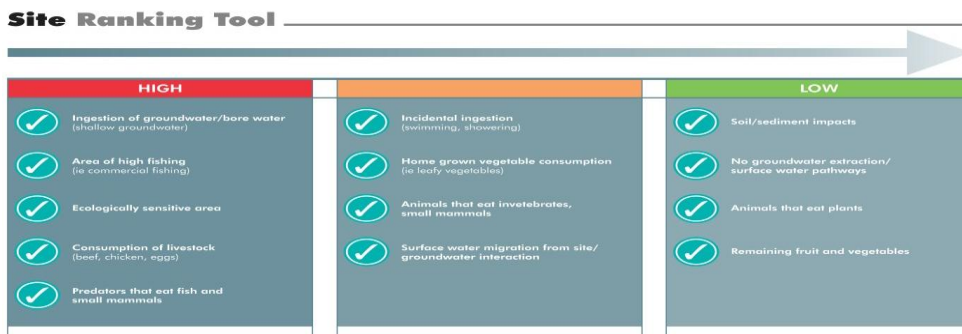 Site Ranking Tool
HIGH
Ingestion of groundwater/bore water
(shallow groundwater)
Area of high fishing
(ie commercial fishing)
Ecologically sensitive area
Consumption of livestock
(beef, chicken, eggs)
Predators that eat fish and
small mammals
Incidental ingestion
(swimming, showering)
Home grown vegetable consumption
(ie leafy vegetables)
Animals that eat invetebrates,
small mammals
Surface water migration from site/
groundwater interaction
LOW
Soil/sediment impacts
No groundwater extraction/
surface water pathways
Animals that eat plants
Remaining fruit and vegetables